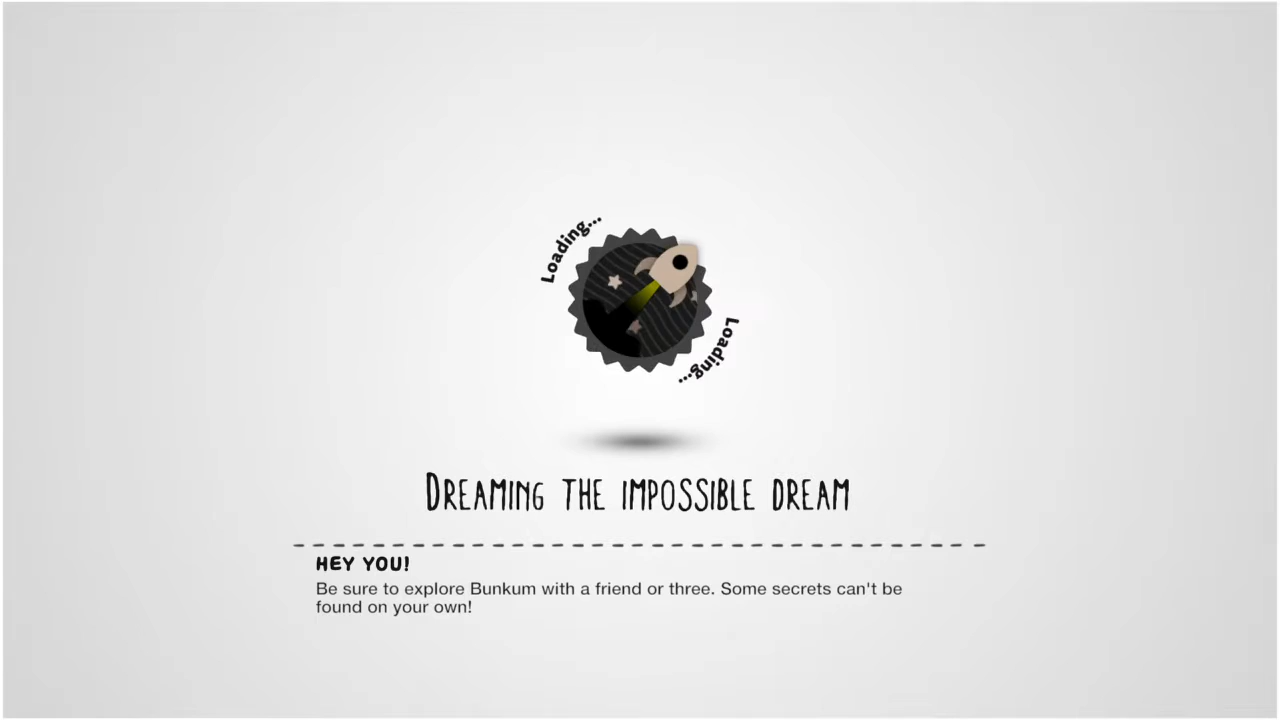 Loading...
Loading...
DREAMING THE IMPOSSIBLE DREAM
HEY YOU!
Be sure to explore Bunkum with a friend or three. Some secrets can't be
found on your own!